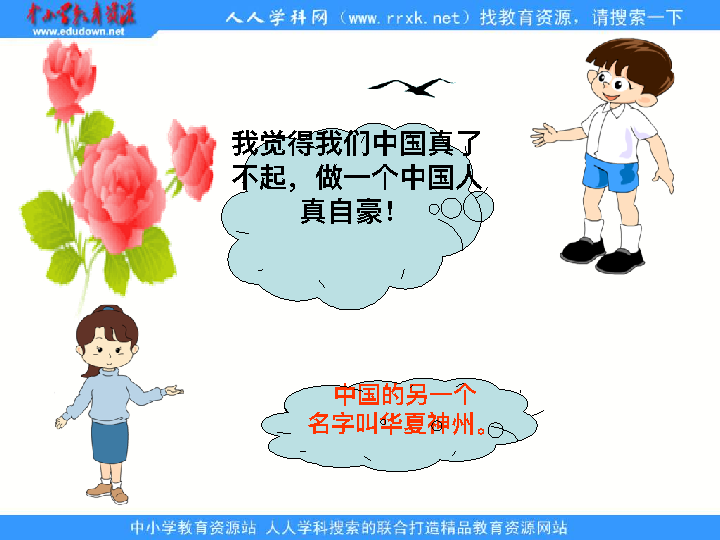 中小学教育资源
www.edudown.net
人人学科网（www.rrxk.net）找教育资源，请搜索一下
我觉得我们中国真了
不起，做一个中国人
真自豪！
中国的另一个
名字叫华夏神州。
中小学教育资源站 人人学科搜索的联合打造精品教育资源网站